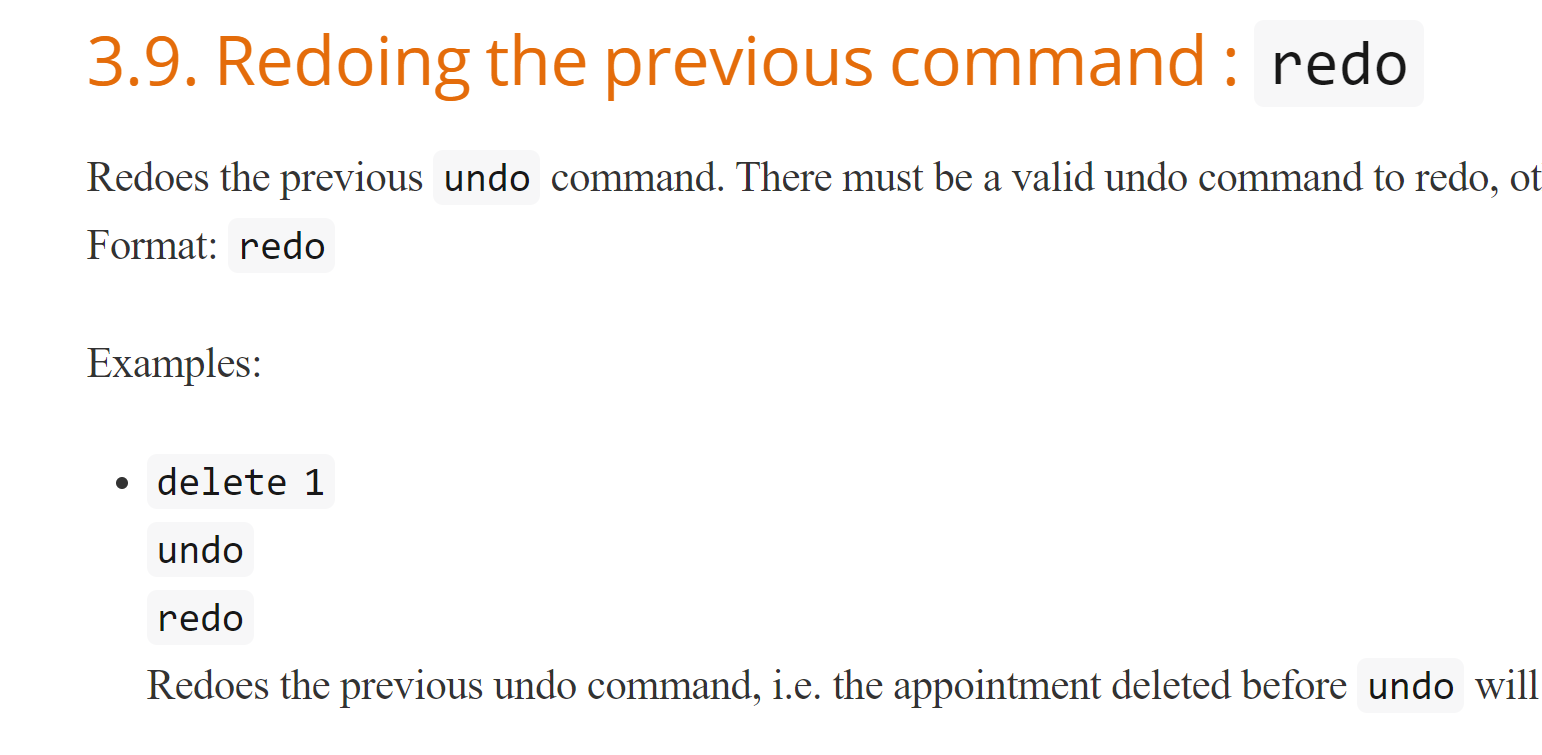 3.9. Redoing the previous command : redo
Redoes the previous undo command. There must be a valid undo command to redo, ot
Format: redo
Examples:
• delete 1
undo
redo
Redoes the previous undo command, i.e. the appointment deleted before undo will